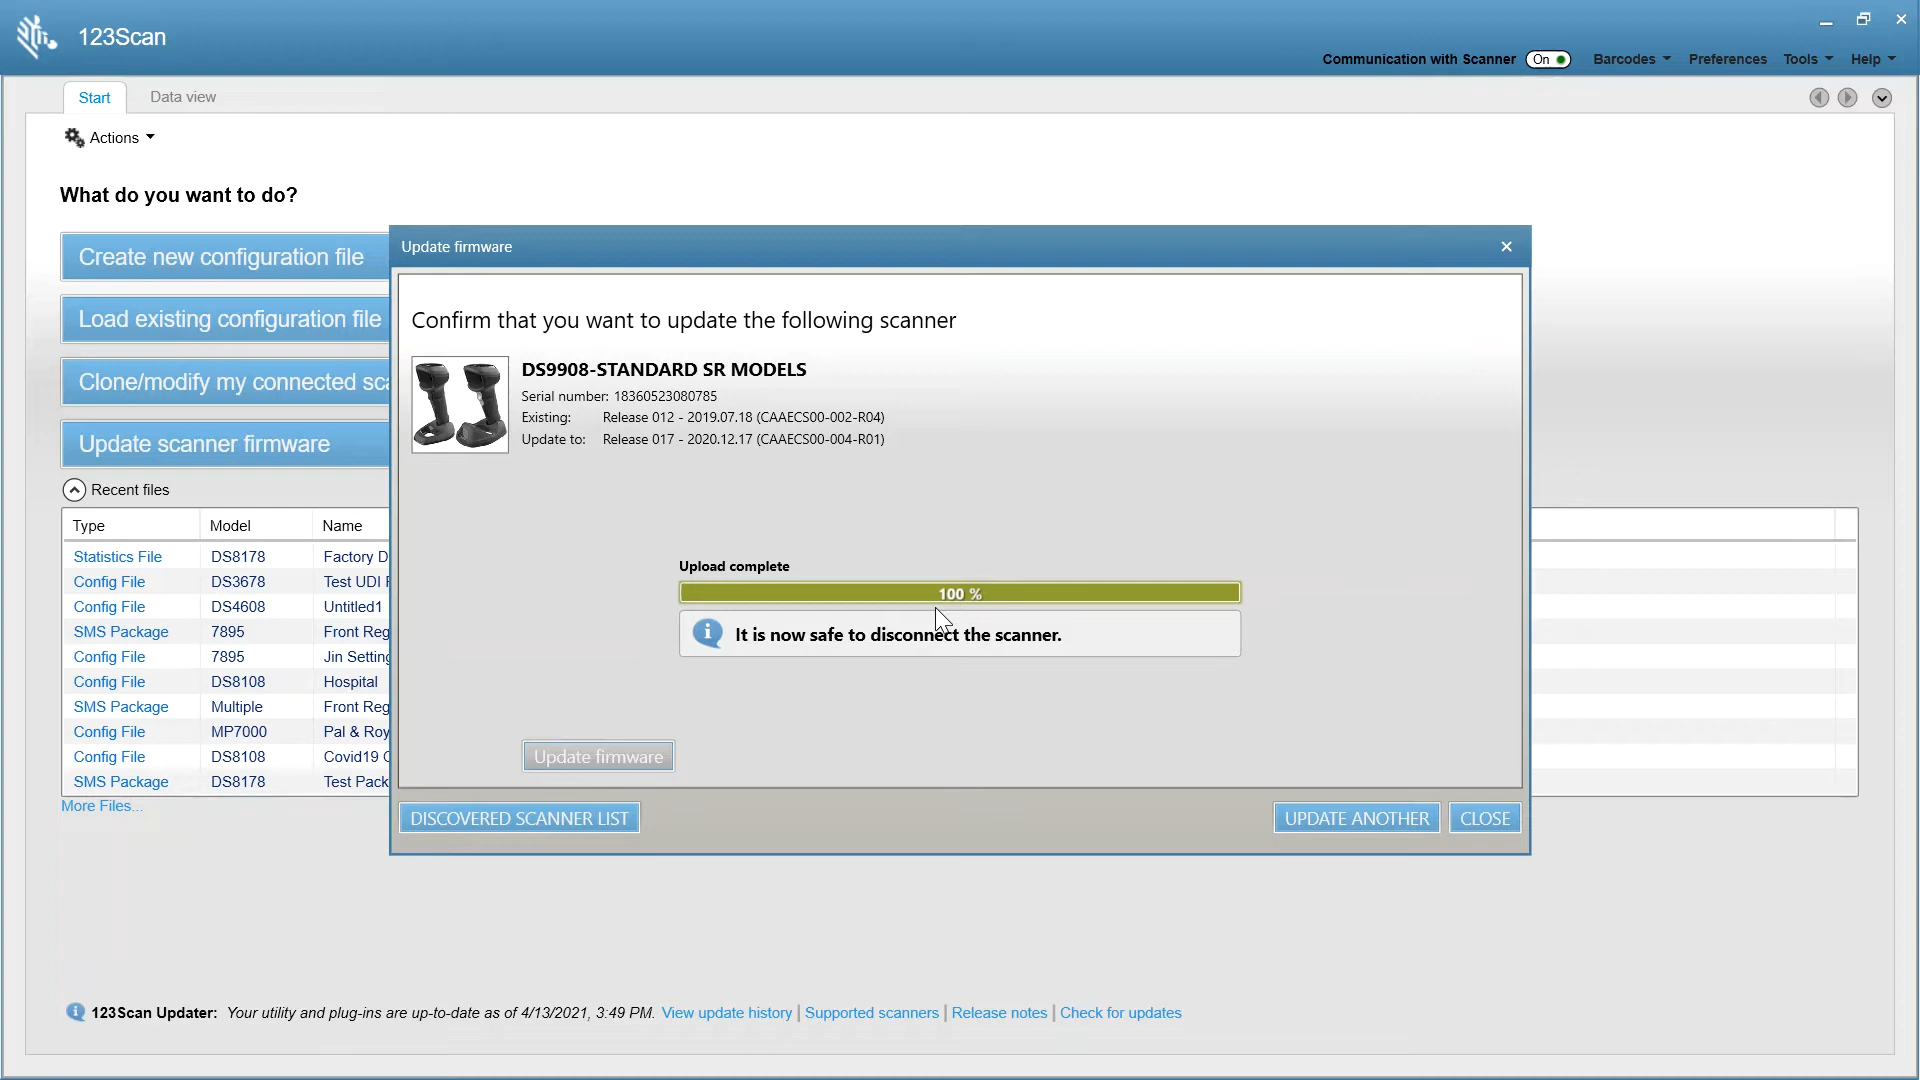 123Scan
Communication with Scanner On Barcodes Preferences Tools Help
Start Data view
Actions
What do you want to do?
Create new configuration file
Load existing configuration file
Clone/modify my connected
Update scanner firmware
Recent files
Type Model Name
Statistics File DS8178 Factory D
Config File DS3678 Test UDI
Config File DS4608 Untitled1
SMS Package 7895 Front Reg
Config File 7895 Jin Setting
Config File DS8108 Hospital
SMS Package Multiple Front Reg
Config File MP7000 Pal & Roy
Config File DS8108 Covid19
SMS Package DS8178 Test Pack
More Files...
Update firmware
Confirm that you want to update the following scanner
DS9908-STANDARD SR MODELS
Serial number: 18360523080785
Existing: Release 012 - 2019.07.18 (CAAECS00-002-R04)
Update to: Release 017 - 2020.12.17 (CAAECS00-004-R01)
Upload complete
100 %
It is now safe to disconnect the scanner.
Update firmware
DISCOVERED SCANNER LIST UPDATE ANOTHER CLOSE
123Scan Updater: Your utility and plug-ins are up-to-date as of 4/13/2021, 3:49 PM. View update history | Supported scanners | Release notes | Check for updates